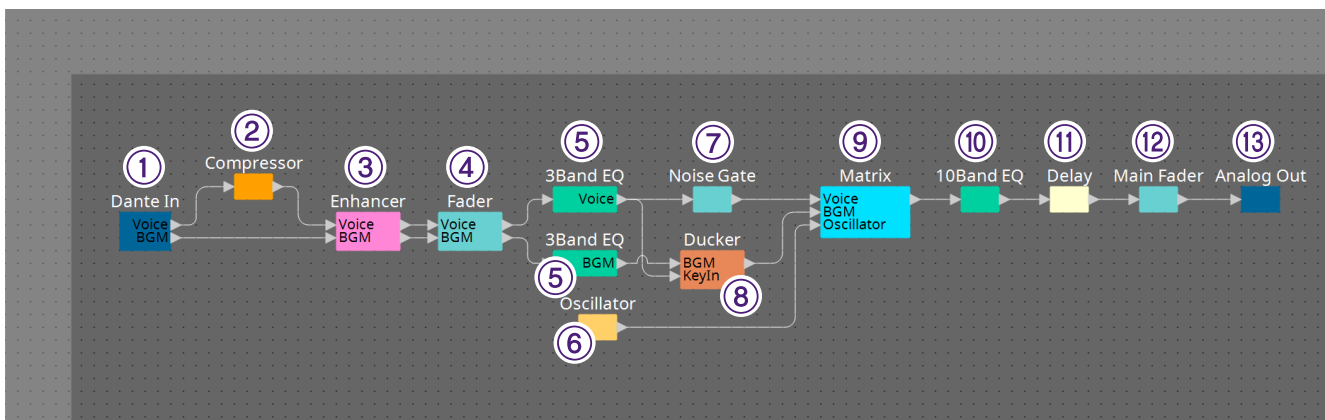 ①
Dante In
Voice
BGM
②
Compressor
③
Enhancer
Voice
BGM
④
Fader
Voice
BGM
⑤
3Band EQ
Voice
3Band EQ
BGM
⑤
Oscillator
⑥
⑦
Noise Gate
Ducker
BGM
KeyIn
⑧
⑨
Matrix
Voice
BGM
Oscillator
⑩
10Band EQ
⑪
Delay
⑫
Main Fader
⑬
Analog Out